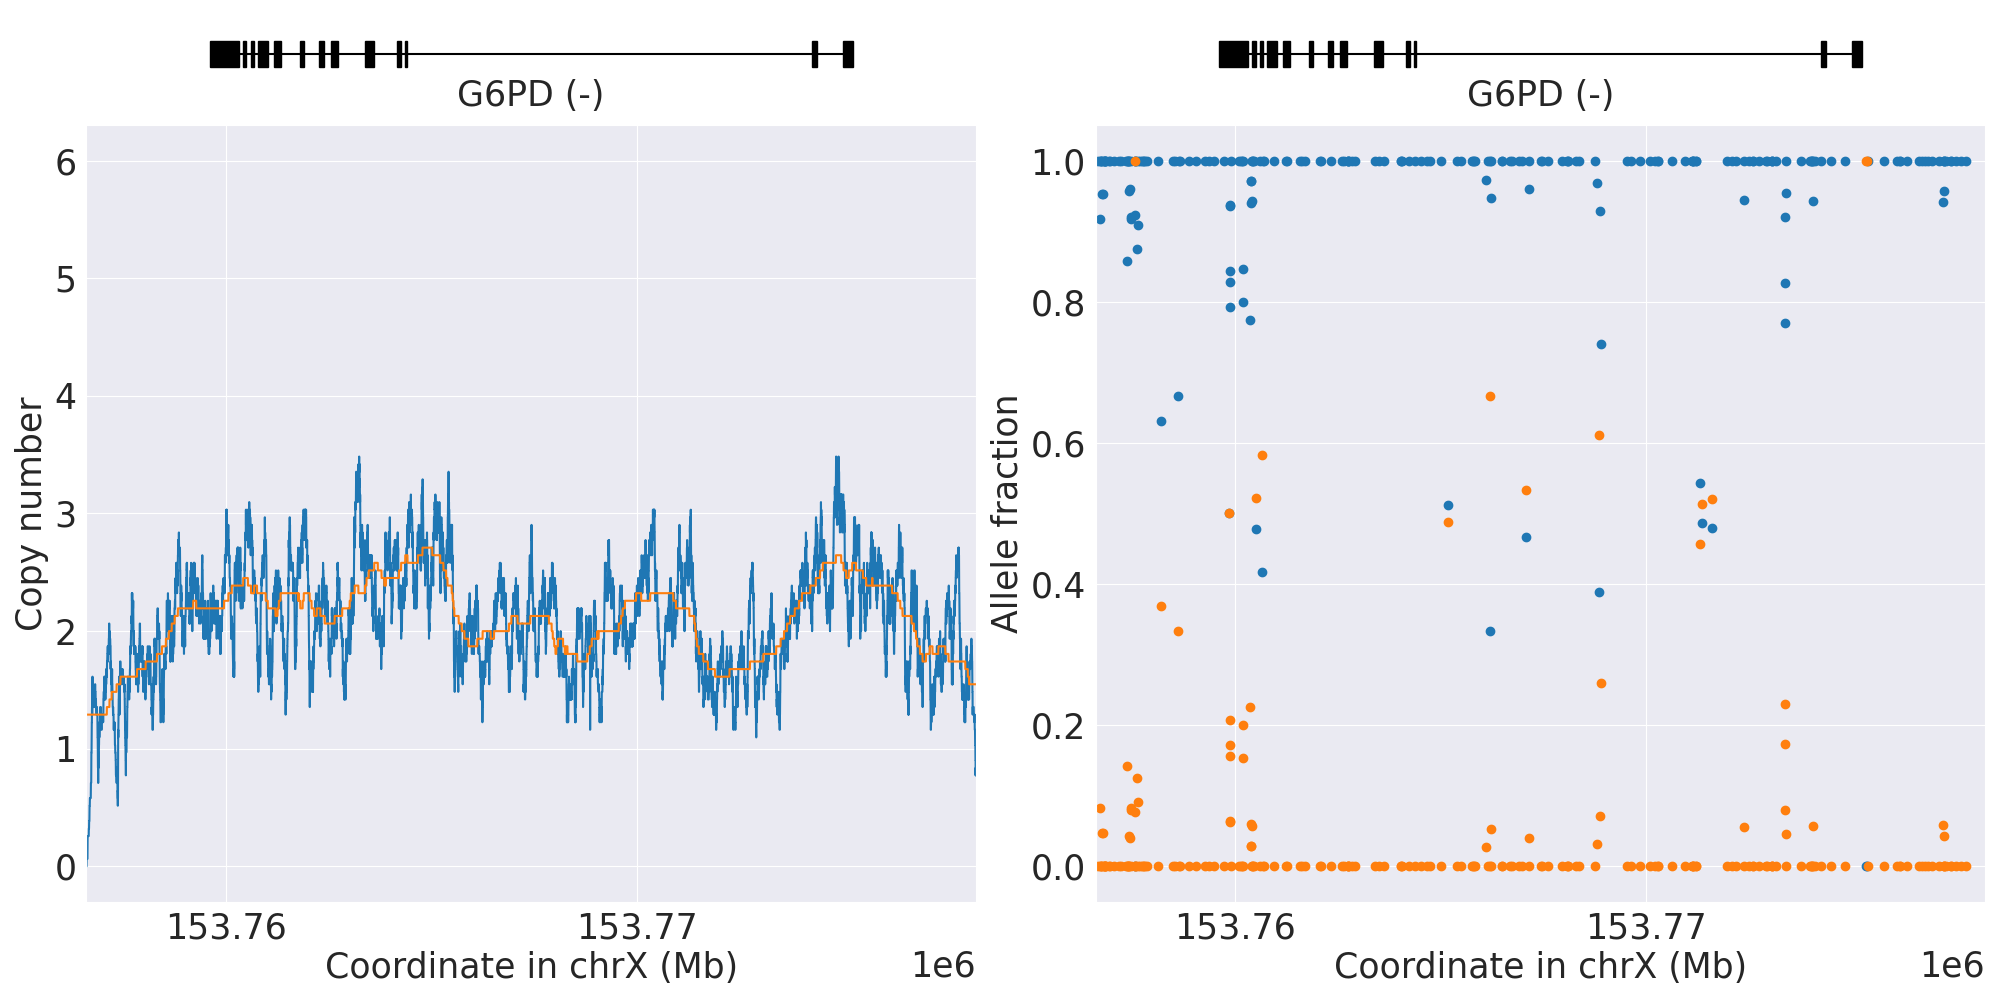 G6PD (-)
6
5
4
3
2
1
0
Copy number
153.76
153.77
Coordinate in chrX (Mb)
1e6
G6PD (-)
1.0
0.8
0.6
0.4
0.2
0.0
Allele fraction
153.76
153.77
Coordinate in chrX (Mb)
1e6